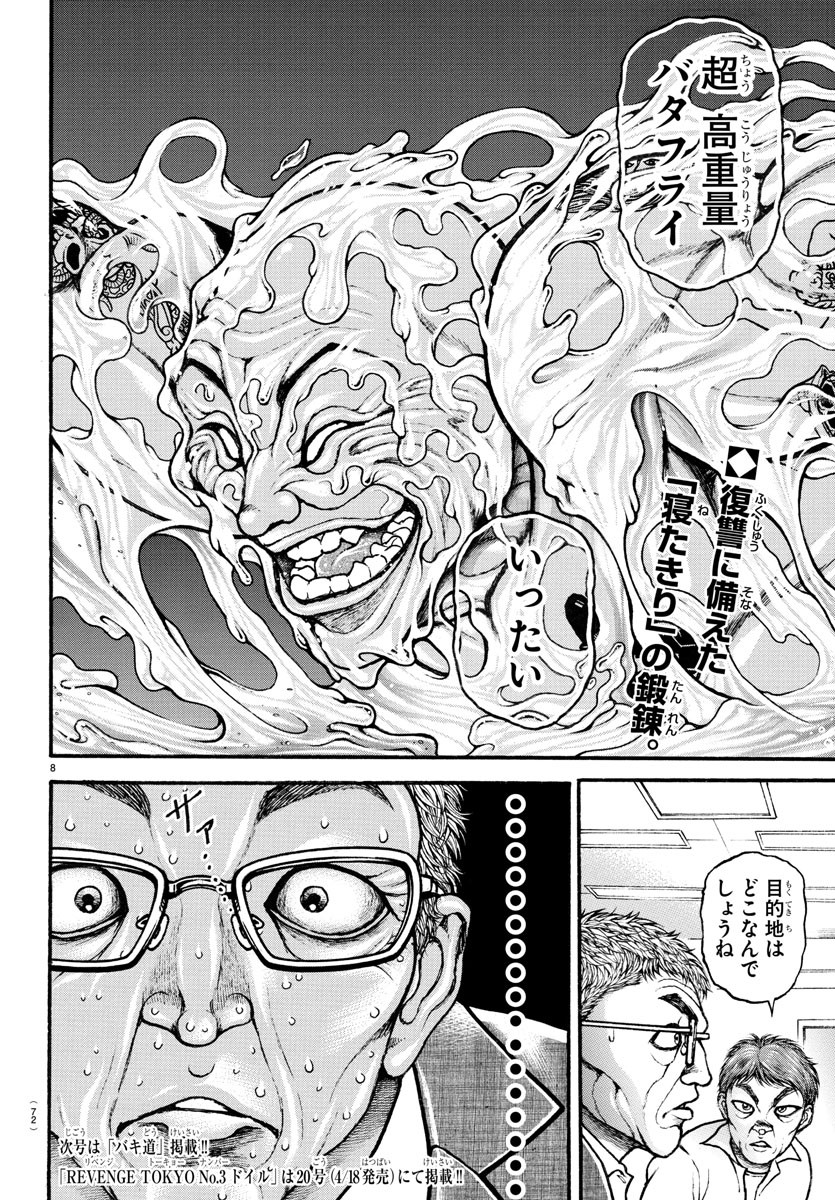 超高重量
バタフライ
いったい
◆復讐に備えた
「寝たきり」の鍛錬。
8
目的地は
どこなんで
しょうね
サァ…
………………
次号は「バキ道」掲載!!
「REVENGE TOKYO No.3 ドイル」は20号(4/18発売)にて掲載!!
(72)